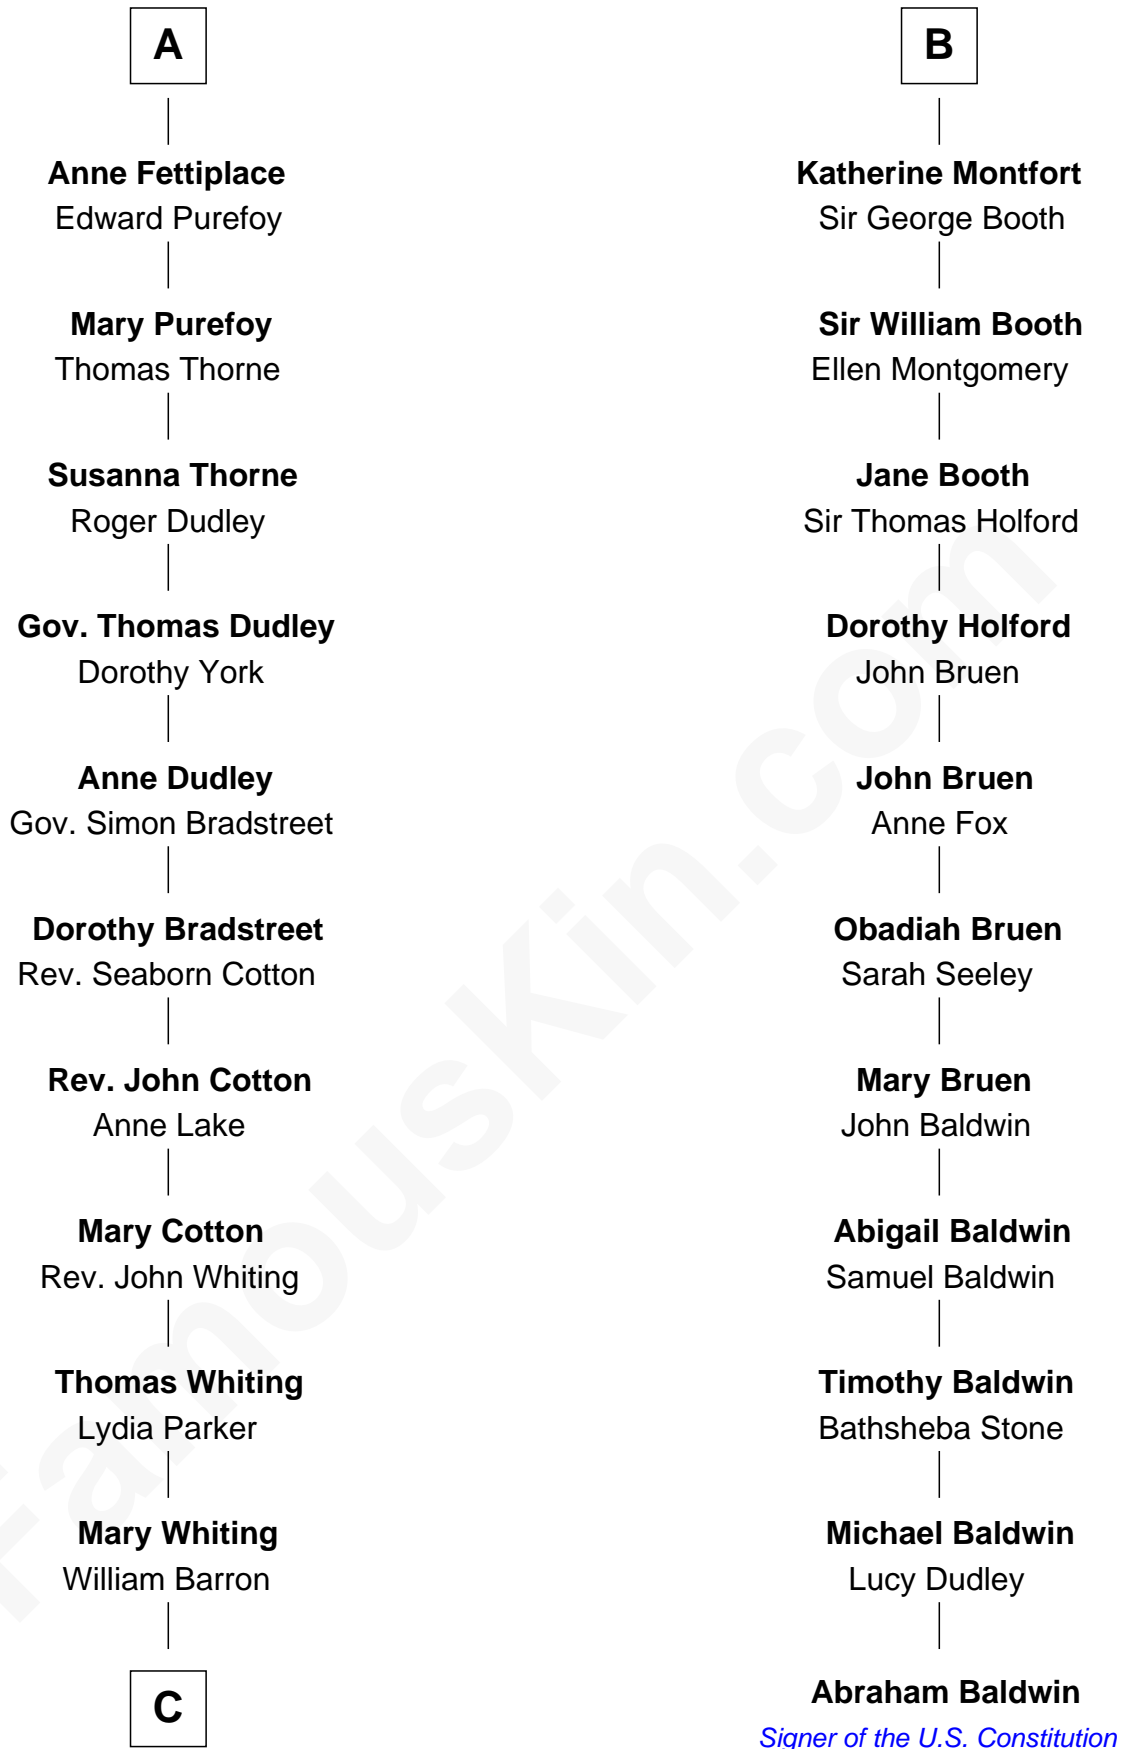 A
Anne Fettiplace
Edward Purefoy
Mary Purefoy
Thomas Thorne
Susanna Thorne
Roger Dudley
Gov. Thomas Dudley
Dorothy York
Anne Dudley
Gov. Simon Bradstreet
Dorothy Bradstreet
Rev. Seaborn Cotton
Rev. John Cotton
Anne Lake
Mary Cotton
Rev. John Whiting
Thomas Whiting
Lydia Parker
Mary Whiting
William Barron
C
B
Katherine Montfort
Sir George Booth
Sir William Booth
Ellen Montgomery
Jane Booth
Sir Thomas Holford
Dorothy Holford
John Bruen
John Bruen
Anne Fox
Obadiah Bruen
Sarah Seeley
Mary Bruen
John Baldwin
Abigail Baldwin
Samuel Baldwin
Timothy Baldwin
Bathsheba Stone
Michael Baldwin
Lucy Dudley
Abraham Baldwin
Signer of the U.S. Constitution
FamousKin.com